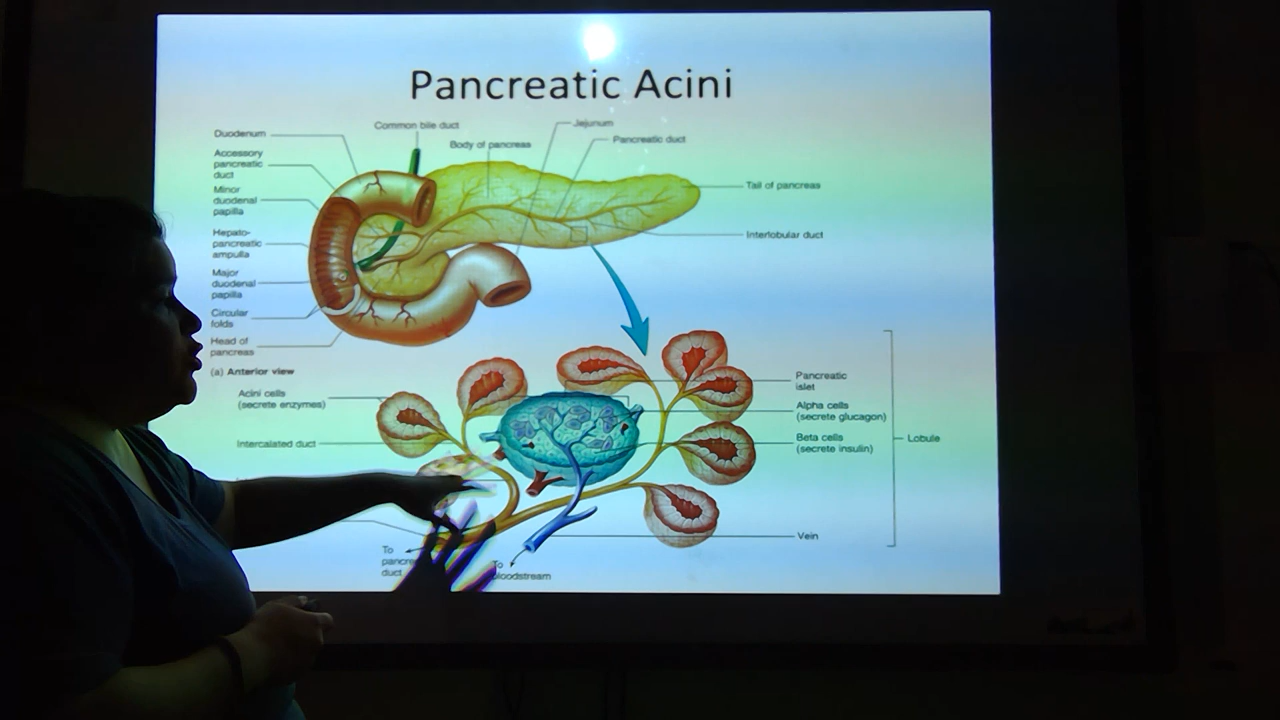 Pancreatic Acini
Duodenum
Common bile duct
Jejunum
Body of pancreas
Pancreatic duct
Accessory
pancreatic
duct
Minor
duodenal
papilla
Tail of pancreas
Hepato-
pancreatic
ampulla
Interlobular duct
Major
duodenal
papilla
Circular
folds
Head of
pancreas
(a) Anterior view
Acini cells
(secrete enzymes)
Intercalated duct
Pancreatic
islet
Alpha cells
(secrete glucagon)
Beta cells
(secrete insulin)
Lobule
Vein
To
duct
To
bloodstream